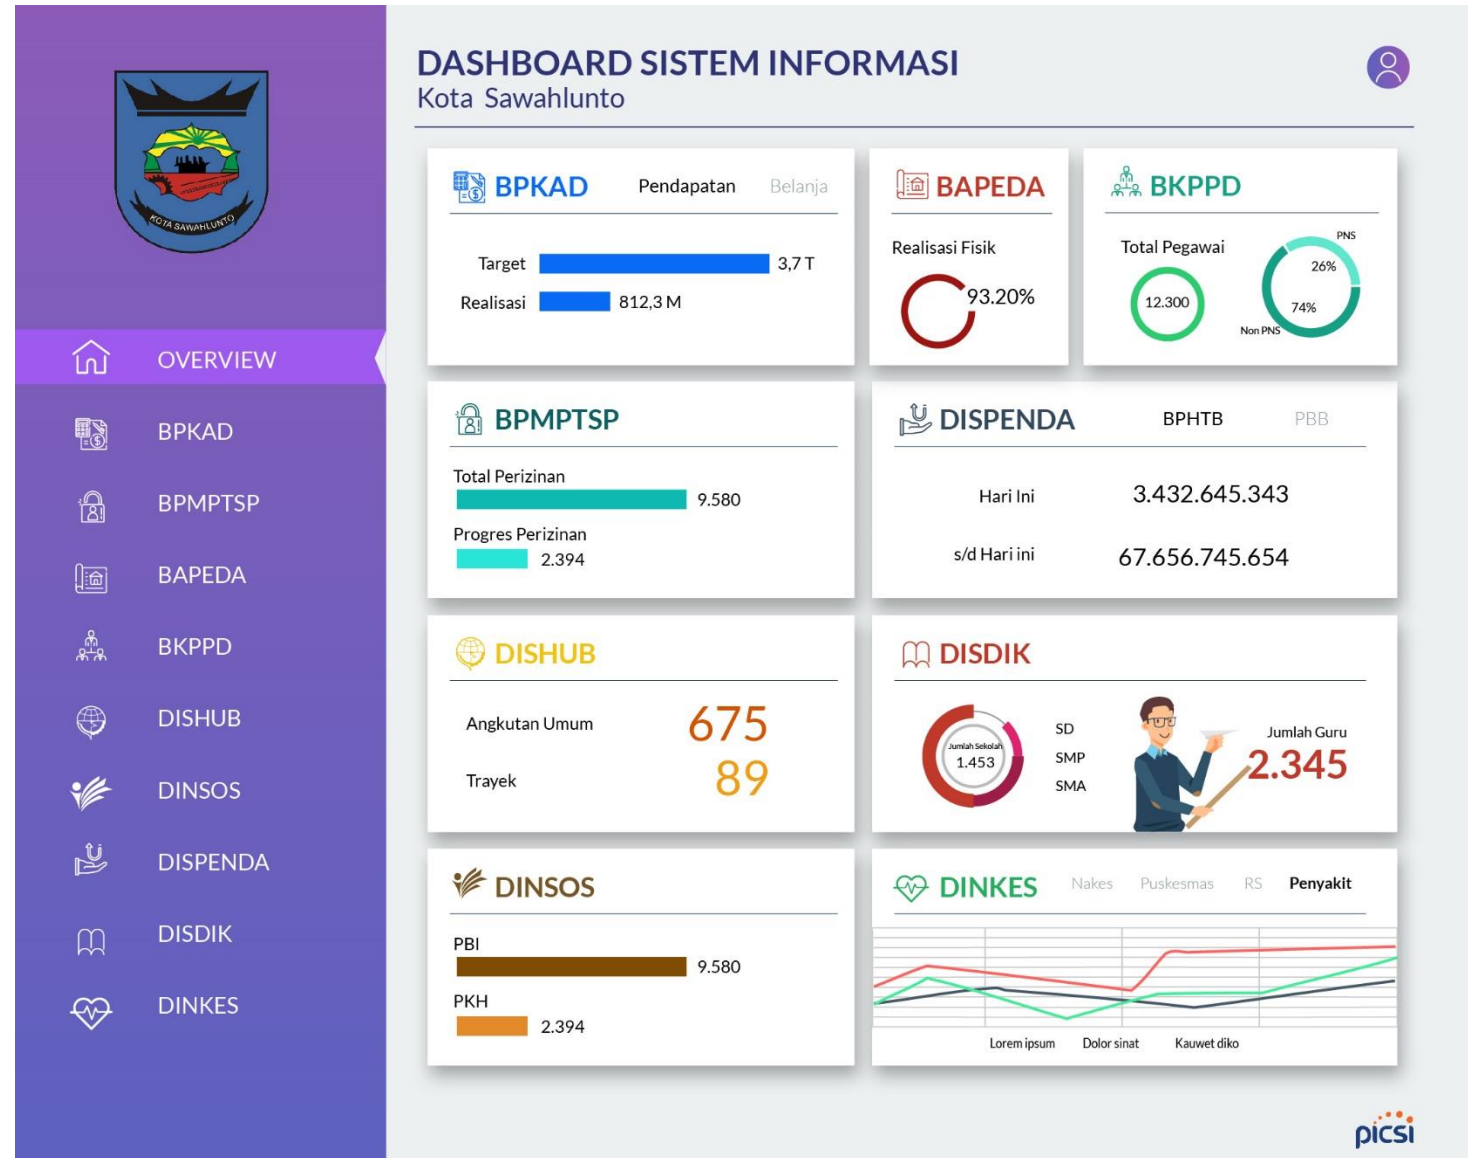 KOTA SAWAHLUNTO
OVERVIEW
BPKAD
BPMPTSP
BAPEDA
BKPPD
DISHUB
DINSOS
DISPENDA
DISDIK
DINKES
DASHBOARD SISTEM INFORMASI
Kota Sawahlunto
BPKAD Pendapatan Belanja
Target 3,7 T
Realisasi 812,3 M
BAPEDA
Realisasi Fisik
93.20%
BKPPD
Total Pegawai
12.300
PNS
26%
74%
Non PNS
BPMPTSP
Total Perizinan
9.580
Progres Perizinan
2.394
DISPENDA BPHTB PBB
Hari Ini 3.432.645.343
s/d Hari ini 67.656.745.654
DISHUB
Angkutan Umum 675
Trayek 89
DISDIK
Jumlah Sekolah
1.453
SD
SMP
SMA
Jumlah Guru
2.345
DINSOS
PBI
9.580
PKH
2.394
DINKES Nakes Puskesmas RS Penyakit
Lorem ipsum Dolor sinat Kauwet diko
picsi